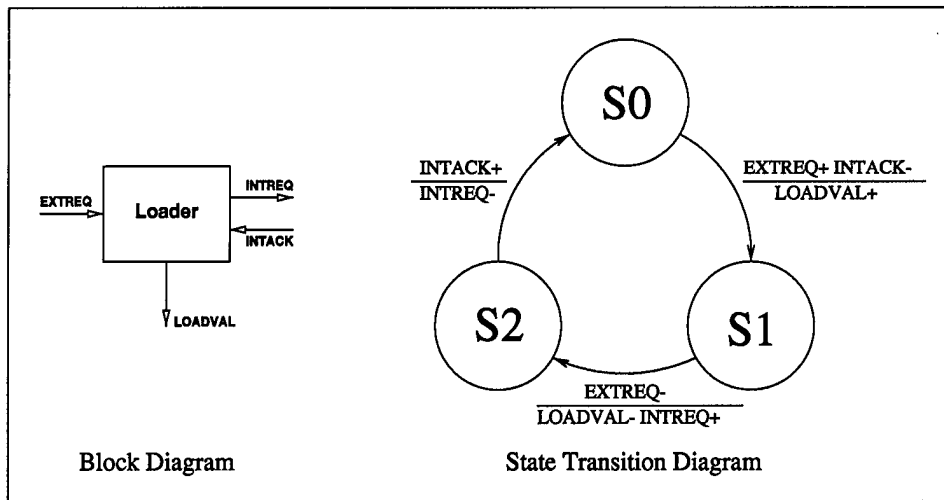 EXTREQ
Loader
INTREQ
INTACK
LOADVAL
Block Diagram
S0
INTACK+
INTREQ-
EXTREQ+ INTACK-
LOADVAL+
S2
S1
EXTREQ-
LOADVAL- INTREQ+
State Transition Diagram